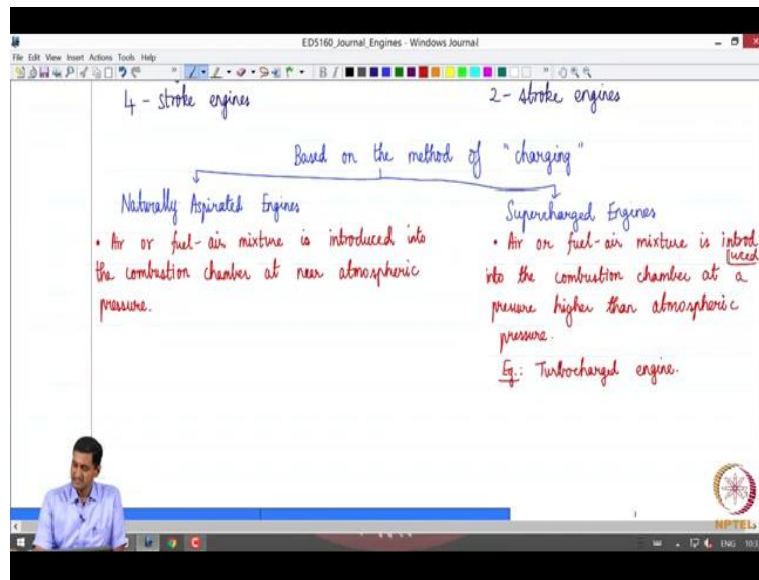 ED5160_Journal_Engines - Windows Journal
File Edit View Insert Actions Tools Help
4 - Stroke engines
2 - Stroke engines
Based on the method of "charging"
Naturally Aspirated Engines
• Air or fuel-air mixture is introduced into
the combustion chamber at near atmospheric
pressure.
Supercharged Engines
• Air or fuel-air mixture is introd
uced
into the combustion chamber at a
pressure higher than atmospheric
pressure.
Eg.: Turbocharged engine.
NPTEL
ENG